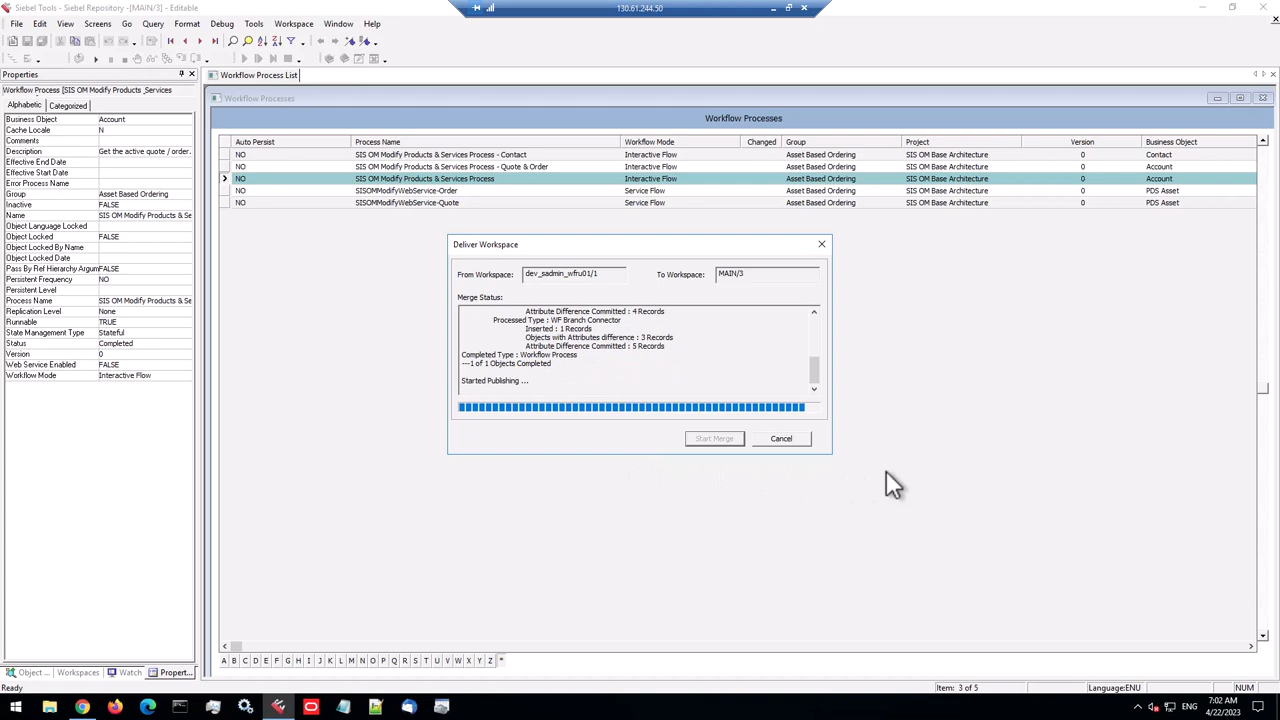 Siebel Tools - Siebel Repository -[MAIN/3] - Editable
130.61.244.50
File Edit View Screens Go Query Format Debug Tools Workspace Window Help
Properties
Workflow Process List
Workflow Process [SIS OM Modify Products _Services
Workflow Processes
Alphabetic Categorized
Workflow Processes
Business Object Account
Cache Locale N
Comments
Description Get the active quote / order.
Effective End Date
Effective Start Date
Error Process Name
Group Asset Based Ordering
Inactive FALSE
Name SIS OM Modify Products & Se
Object Language Locked
Object Locked FALSE
Object Locked By Name
Object Locked Date
Pass By Ref Hierarchy Argum FALSE
Persistent Frequency NO
Persistent Level
Process Name SIS OM Modify Products & Se
Replication Level None
Runnable TRUE
State Management Type Stateful
Status Completed
Version 0
Web Service Enabled FALSE
Workflow Mode Interactive Flow
Auto Persist Process Name Workflow Mode Changed Group Project Version Business Object
NO SIS OM Modify Products & Services Process - Contact Interactive Flow Asset Based Ordering SIS OM Base Architecture 0 Contact
NO SIS OM Modify Products & Services Process - Quote & Order Interactive Flow Asset Based Ordering SIS OM Base Architecture 0 Account
NO SIS OM Modify Products & Services Process Interactive Flow Asset Based Ordering SIS OM Base Architecture 0 Account
NO SISOMModifyWebService-Order Service Flow Asset Based Ordering SIS OM Base Architecture 0 PDS Asset
NO SISOMModifyWebService-Quote Service Flow Asset Based Ordering SIS OM Base Architecture 0 PDS Asset
Deliver Workspace
From Workspace: dev_sadmin_wfru01/1 To Workspace: MAIN/3
Merge Status:
Attribute Difference Committed : 4 Records
Processed Type : WF Branch Connector
Inserted : 1 Records
Objects with Attributes difference : 3 Records
Attribute Difference Committed : 5 Records
Completed Type : Workflow Process
---1 of 1 Objects Completed
Started Publishing ...
Start Merge Cancel
A B C D E F G H I J K L M N O P Q R S T U V W X Y Z *
Object ... Workspaces Watch Propert...
Ready Item: 3 of 5 Language:ENU NUM
7:02 AM
4/22/2023